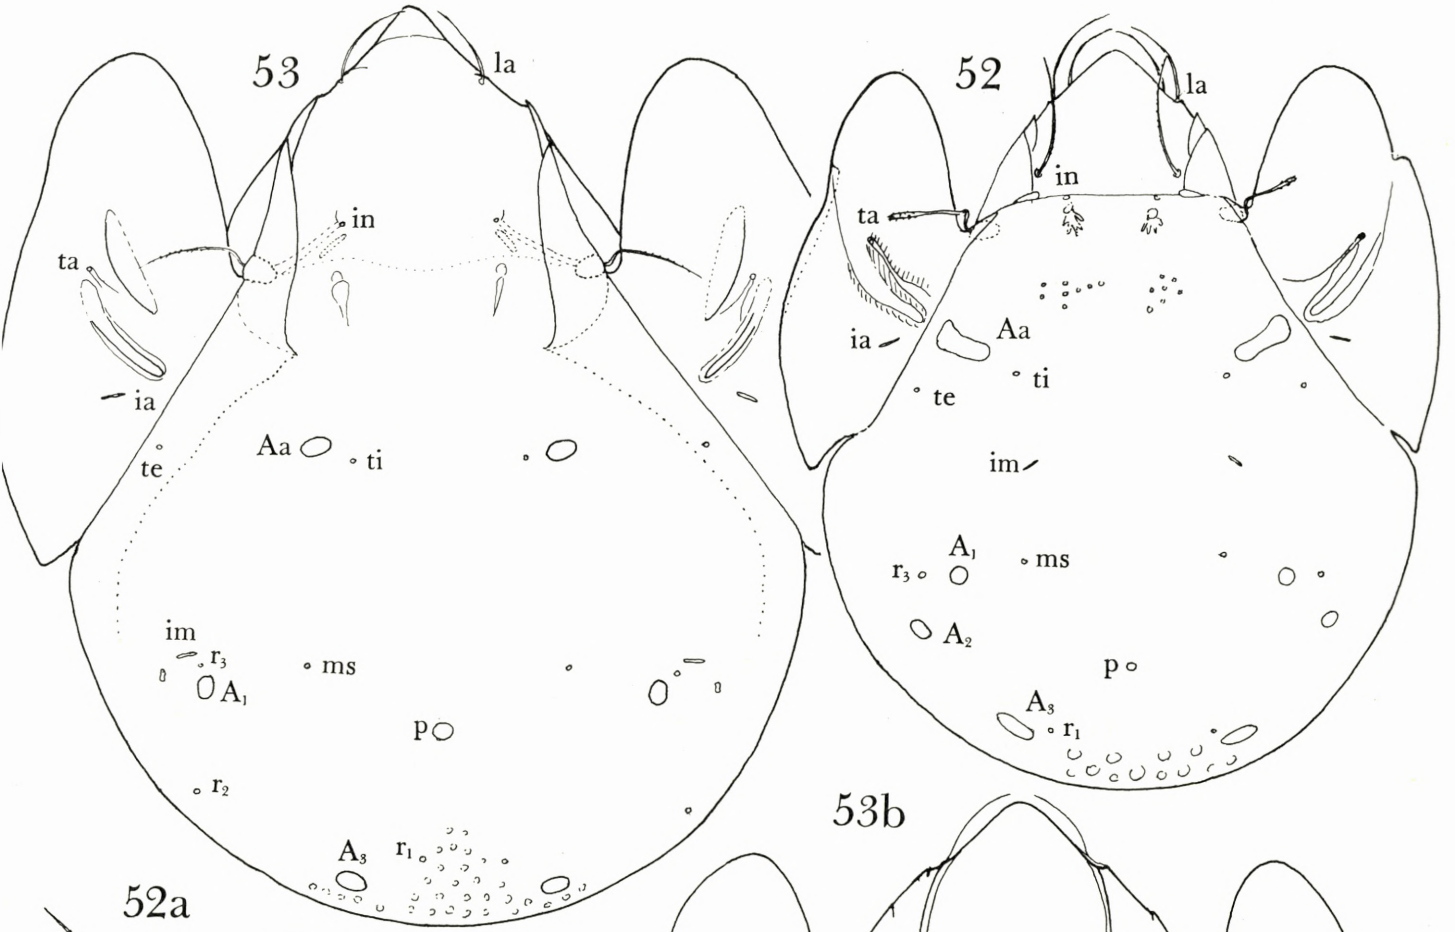 53
la
in
ta
ia
te
Aa
ti
im
r₃
A₁
ms
p
r₂
A₃
r₁
52a
52
la
in
ta
ia
Aa
te
ti
im
A₁
r₃
ms
A₂
p
A₃
r₁
53b